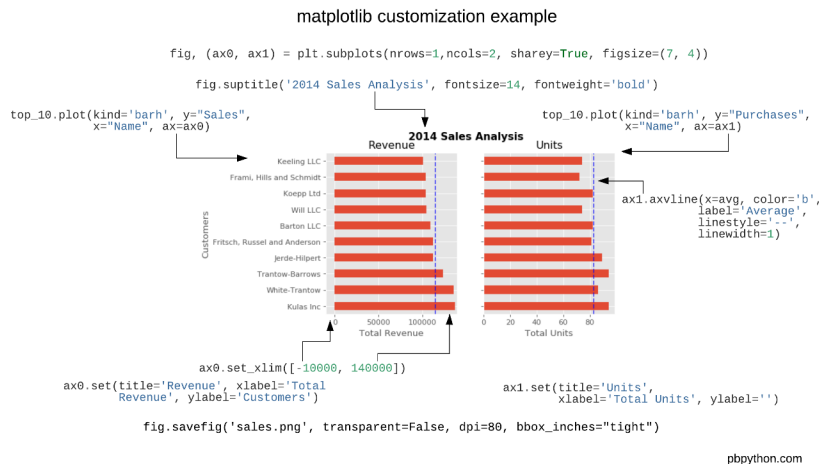 matplotlib customization example
fig, (ax0, ax1) = plt.subplots(nrows=1,ncols=2, sharey=True, figsize=(7, 4))
fig.suptitle('2014 Sales Analysis', fontsize=14, fontweight='bold')
top_10.plot(kind='barh', y="Sales",
x="Name", ax=ax0)
top_10.plot(kind='barh', y="Purchases",
x="Name", ax=ax1)
2014 Sales Analysis
Revenue
Units
Keeling LLC
Frami, Hills and Schmidt
Koepp Ltd
Will LLC
Barton LLC
Fritsch, Russel and Anderson
Jerde-Hilpert
Trantow-Barrows
White-Trantow
Kulas Inc
Customers
0 50000 100000
Total Revenue
0 20 40 60 80
Total Units
ax1.axvline(x=avg, color='b',
label='Average',
linestyle='--',
linewidth=1)
ax0.set_xlim([-10000, 140000])
ax0.set(title='Revenue', xlabel='Total
Revenue', ylabel='Customers')
ax1.set(title='Units',
xlabel='Total Units', ylabel='')
fig.savefig('sales.png', transparent=False, dpi=80, bbox_inches="tight")
pbpython.com